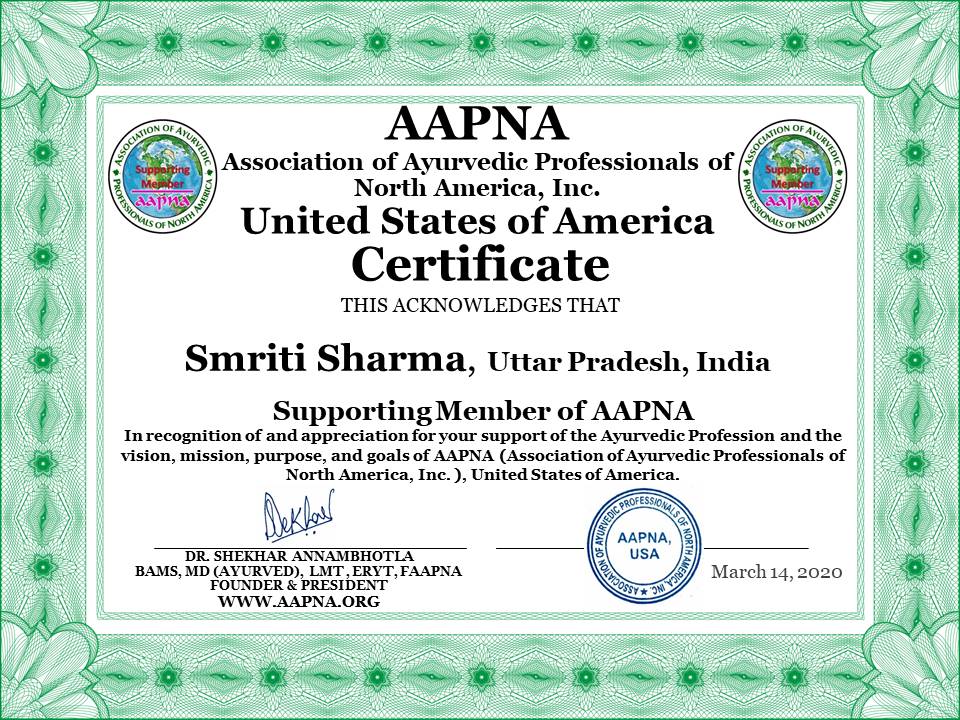 AAPNA
Association of Ayurvedic Professionals of
North America, Inc.
United States of America
Certificate
THIS ACKNOWLEDGES THAT
ASSOCIATION OF AYURVEDIC
PROFESSIONALS OF NORTH AMERICA
Supporting
Member
aapna
ASSOCIATION OF AYURVEDIC
PROFESSIONALS OF NORTH AMERICA
Supporting
Member
aapna
Smriti Sharma, Uttar Pradesh, India
Supporting Member of AAPNA
In recognition of and appreciation for your support of the Ayurvedic Profession and the
vision, mission, purpose, and goals of AAPNA (Association of Ayurvedic Professionals of
North America, Inc. ), United States of America.
Shekhar
DR. SHEKHAR ANNAMBHOTLA
BAMS, MD (AYURVED), LMT , ERYT, FAAPNA
FOUNDER & PRESIDENT
WWW.AAPNA.ORG
ASSOCIATION OF AYURVEDIC PROFESSIONALS OF NORTH AMERICA, INC.
AAPNA,
USA
March 14, 2020